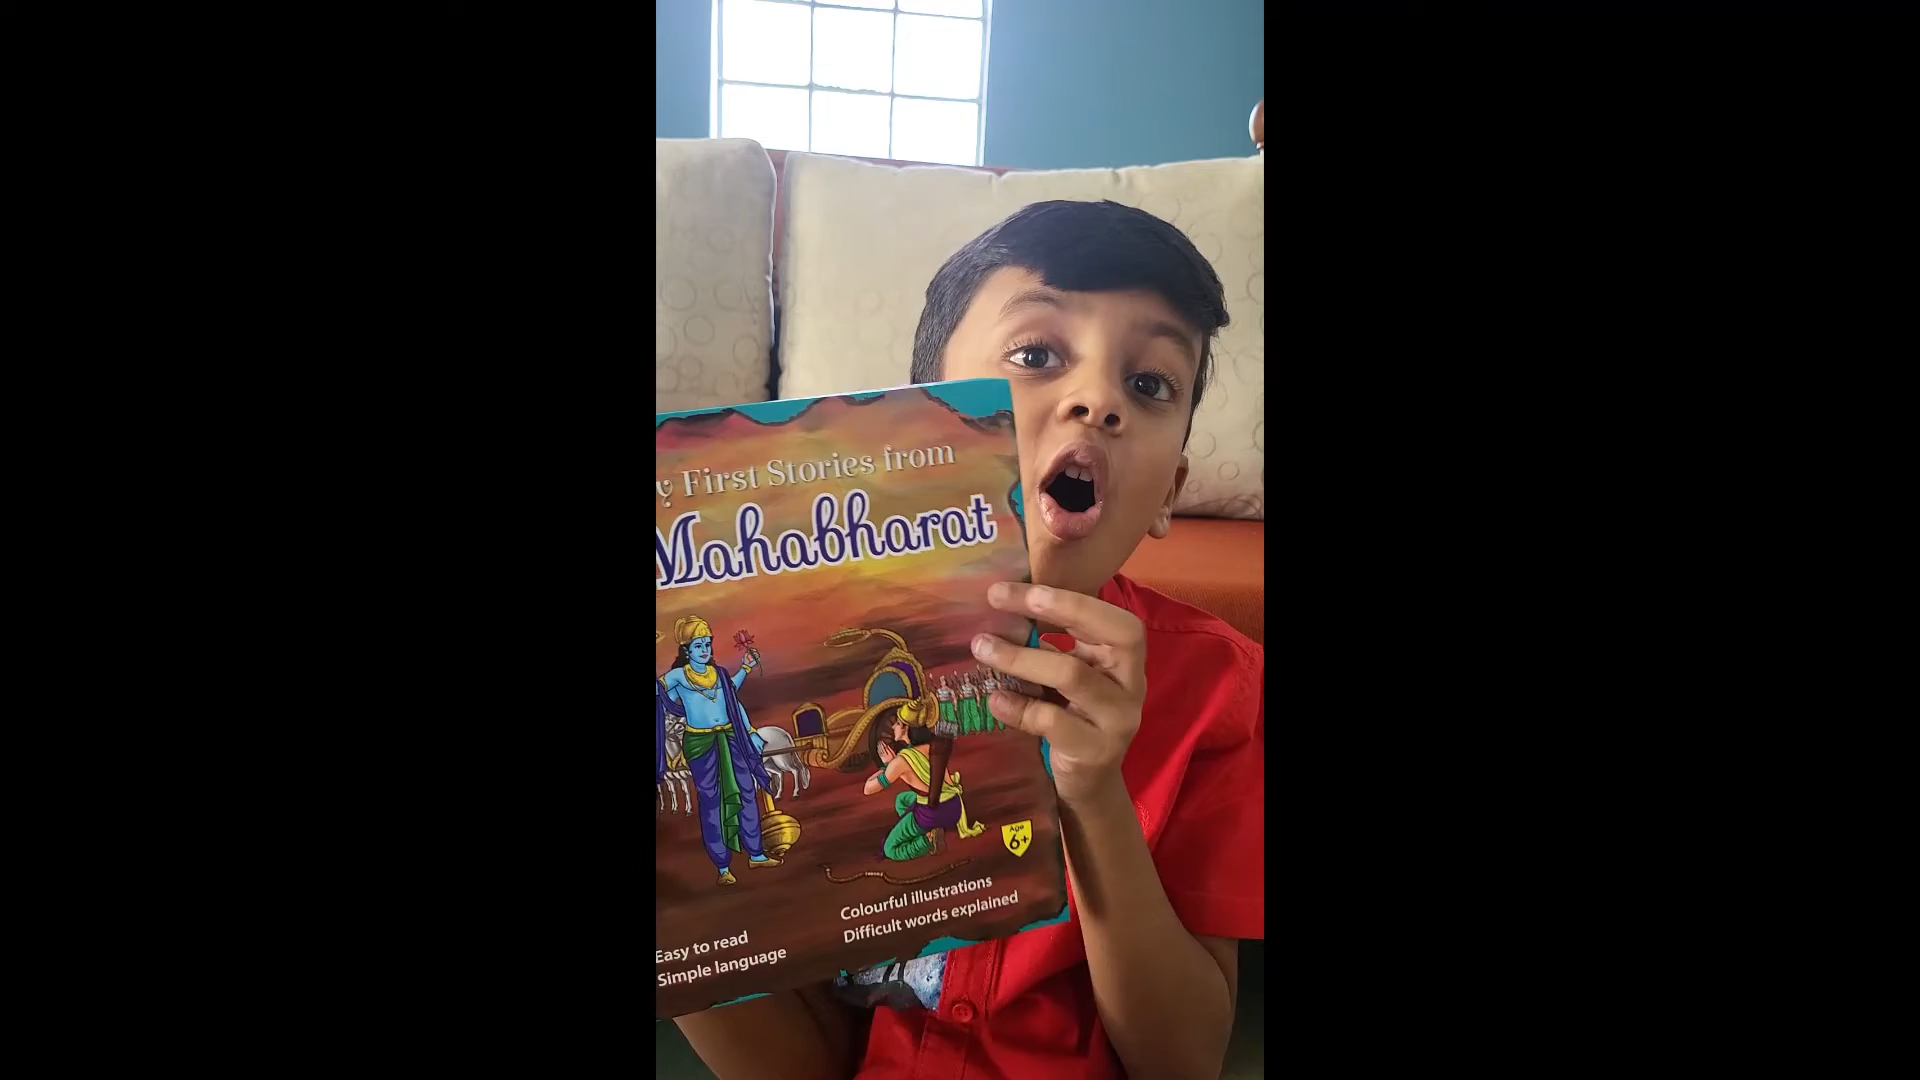 y First Stories from
Mahabharat
Age
6+
Easy to read
Simple language
Colourful illustrations
Difficult words explained